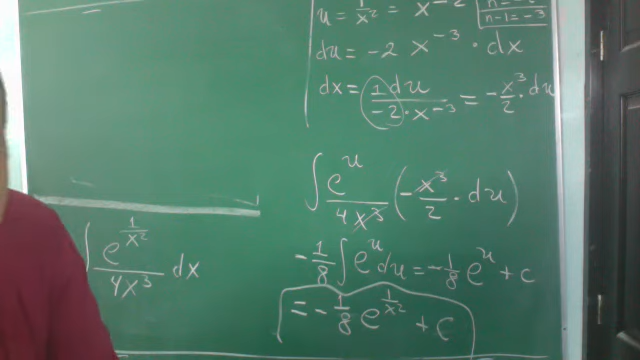 ∫ e^(1/x²) / 4x³ dx
u = 1/x² = x^-2
n-1=-3
du = -2 x^-3 · dx
dx = 1 du / -2 · x^-3 = - x³/2 · du
∫ e^u / 4x³ (- x³/2 · du)
-1/8 ∫ e^u du = -1/8 e^u + c
= -1/8 e^(1/x²) + c